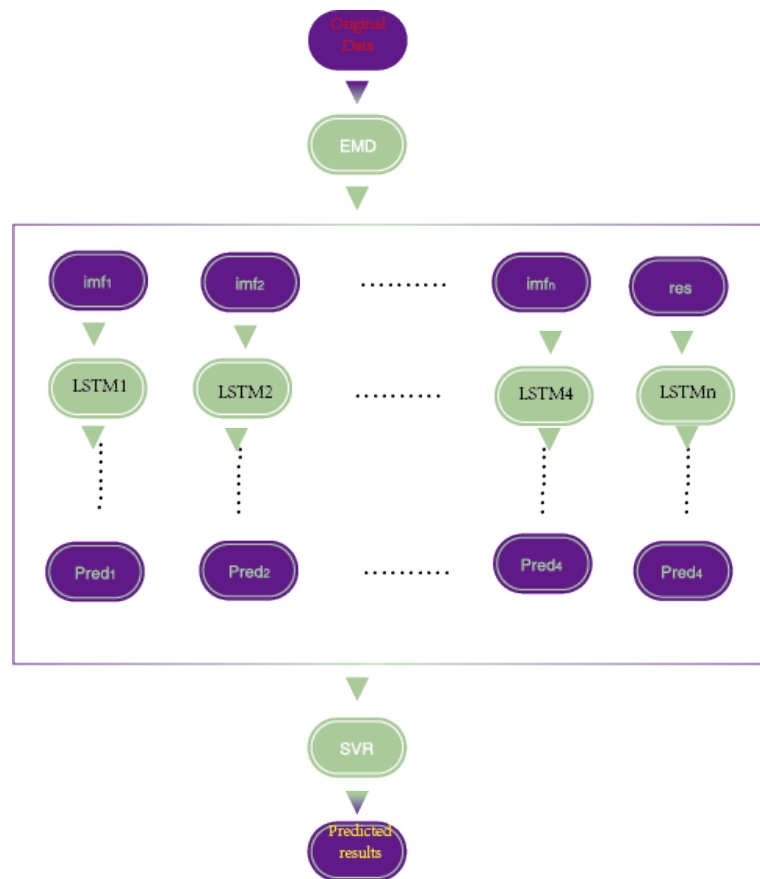 Original
Data
EMD
imf₁ imf₂ .......... imfₙ res
LSTM1 LSTM2 .......... LSTM4 LSTMn
Pred₁ Pred₂ .......... Pred₄ Pred₄
SVR
Predicted
results